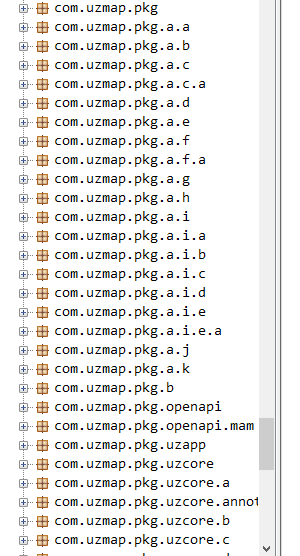 com.uzmap.pkg
com.uzmap.pkg.a.a
com.uzmap.pkg.a.b
com.uzmap.pkg.a.c
com.uzmap.pkg.a.c.a
com.uzmap.pkg.a.d
com.uzmap.pkg.a.e
com.uzmap.pkg.a.f
com.uzmap.pkg.a.f.a
com.uzmap.pkg.a.g
com.uzmap.pkg.a.h
com.uzmap.pkg.a.i
com.uzmap.pkg.a.i.a
com.uzmap.pkg.a.i.b
com.uzmap.pkg.a.i.c
com.uzmap.pkg.a.i.d
com.uzmap.pkg.a.i.e
com.uzmap.pkg.a.i.e.a
com.uzmap.pkg.a.j
com.uzmap.pkg.a.k
com.uzmap.pkg.b
com.uzmap.pkg.openapi
com.uzmap.pkg.openapi.mam
com.uzmap.pkg.uzapp
com.uzmap.pkg.uzcore
com.uzmap.pkg.uzcore.a
com.uzmap.pkg.uzcore.annot
com.uzmap.pkg.uzcore.b
com.uzmap.pkg.uzcore.c